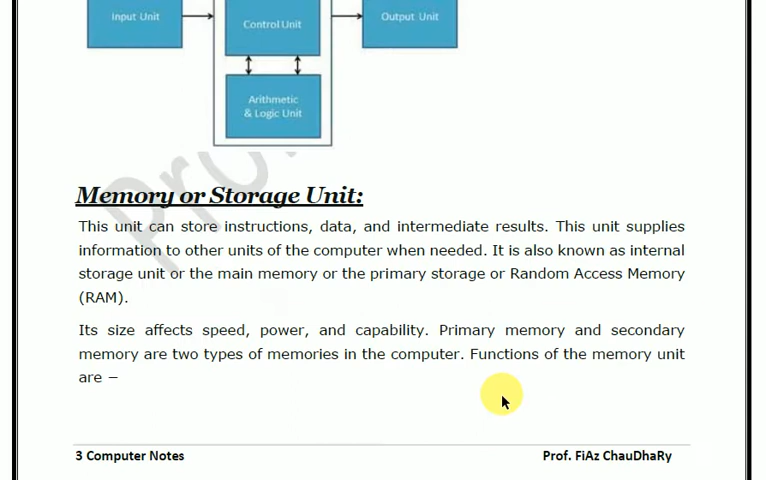 Input Unit
Control Unit
Output Unit
Arithmetic
& Logic Unit
Memory or Storage Unit:
This unit can store instructions, data, and intermediate results. This unit supplies
information to other units of the computer when needed. It is also known as internal
storage unit or the main memory or the primary storage or Random Access Memory
(RAM).
Its size affects speed, power, and capability. Primary memory and secondary
memory are two types of memories in the computer. Functions of the memory unit
are −
3 Computer Notes
Prof. FiAz ChauDhaRy